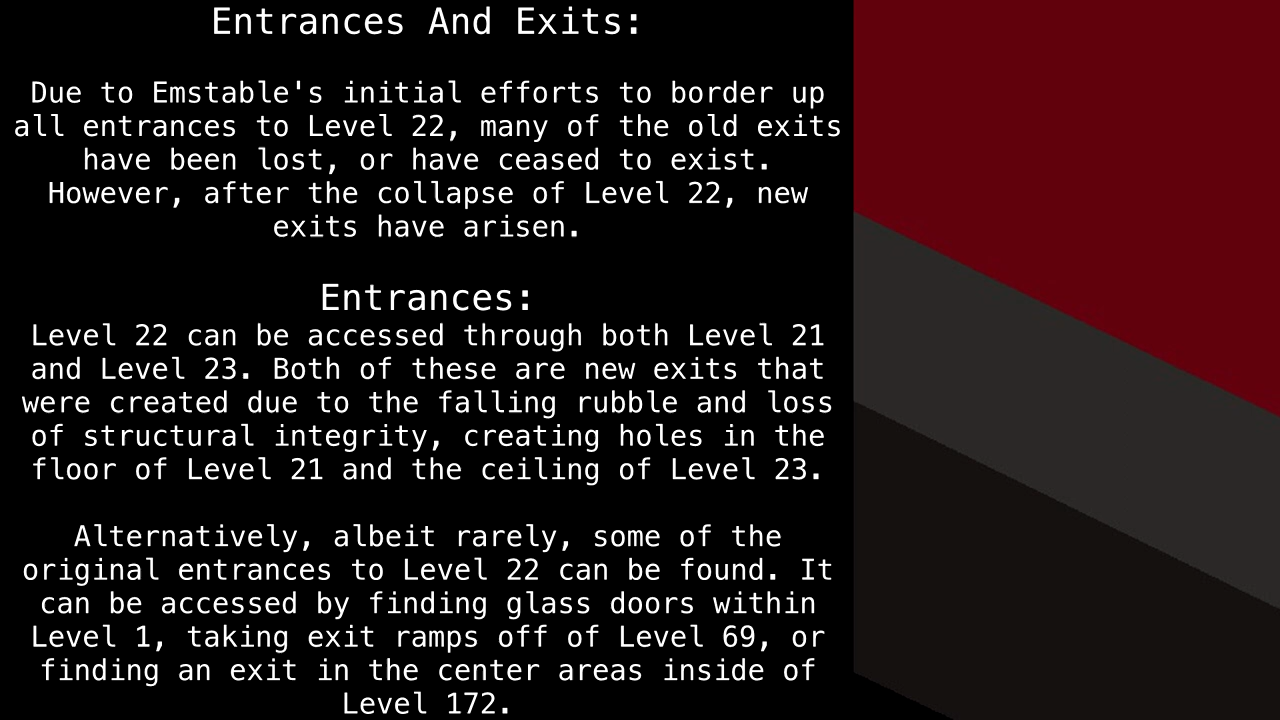 Entrances And Exits:
Due to Emstable's initial efforts to border up
all entrances to Level 22, many of the old exits
have been lost, or have ceased to exist.
However, after the collapse of Level 22, new
exits have arisen.
Entrances:
Level 22 can be accessed through both Level 21
and Level 23. Both of these are new exits that
were created due to the falling rubble and loss
of structural integrity, creating holes in the
floor of Level 21 and the ceiling of Level 23.
Alternatively, albeit rarely, some of the
original entrances to Level 22 can be found. It
can be accessed by finding glass doors within
Level 1, taking exit ramps off of Level 69, or
finding an exit in the center areas inside of
Level 172.